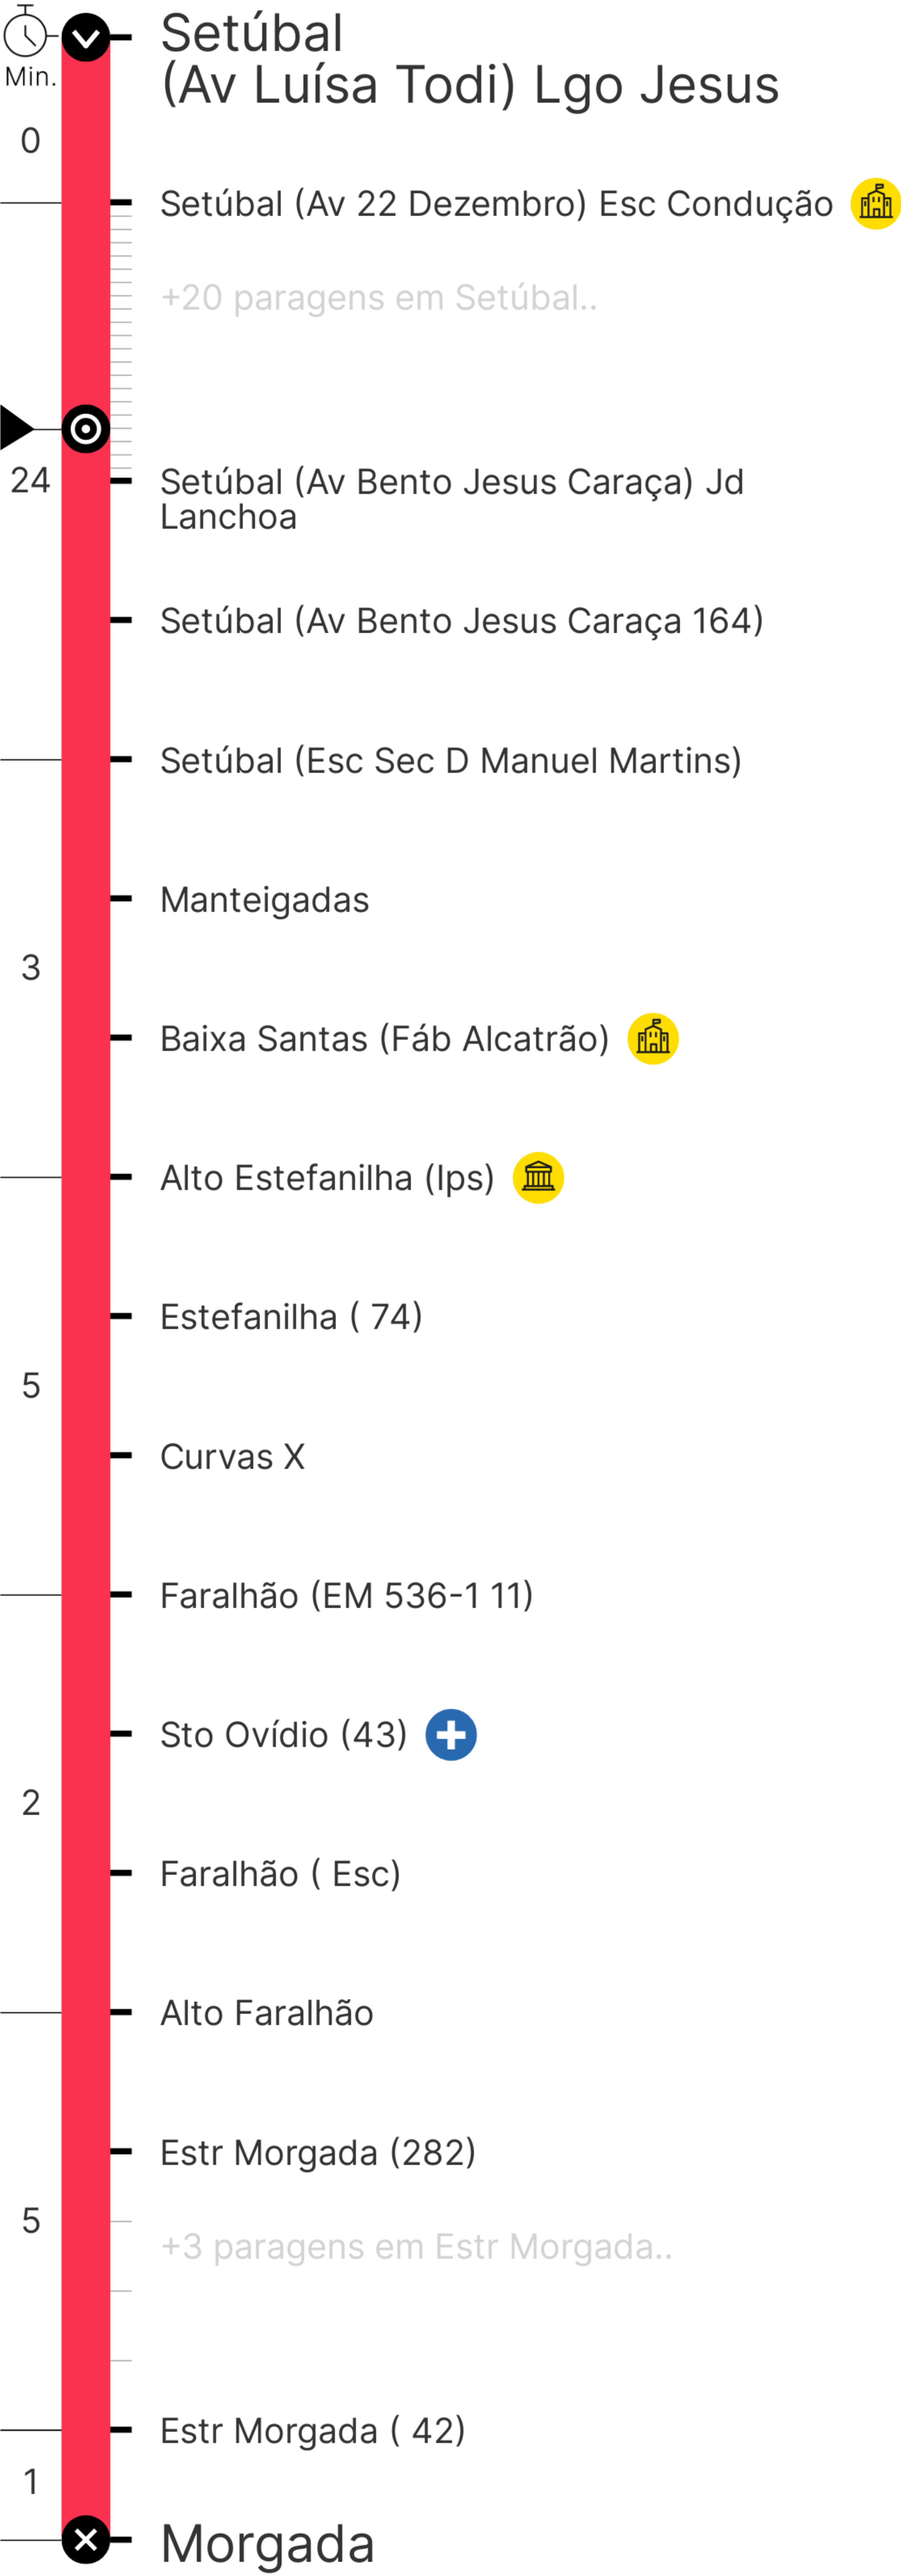 Setúbal
(Av Luísa Todi) Lgo Jesus
Min.
0
Setúbal (Av 22 Dezembro) Esc Condução
+20 paragens em Setúbal..
24
Setúbal (Av Bento Jesus Caraça) Jd
Lanchoa
Setúbal (Av Bento Jesus Caraça 164)
Setúbal (Esc Sec D Manuel Martins)
Manteigadas
3
Baixa Santas (Fáb Alcatrão)
Alto Estefanilha (Ips)
Estefanilha ( 74)
5
Curvas X
Faralhão (EM 536-1 11)
Sto Ovídio (43)
2
Faralhão ( Esc)
Alto Faralhão
Estr Morgada (282)
5
+3 paragens em Estr Morgada..
Estr Morgada ( 42)
1
Morgada